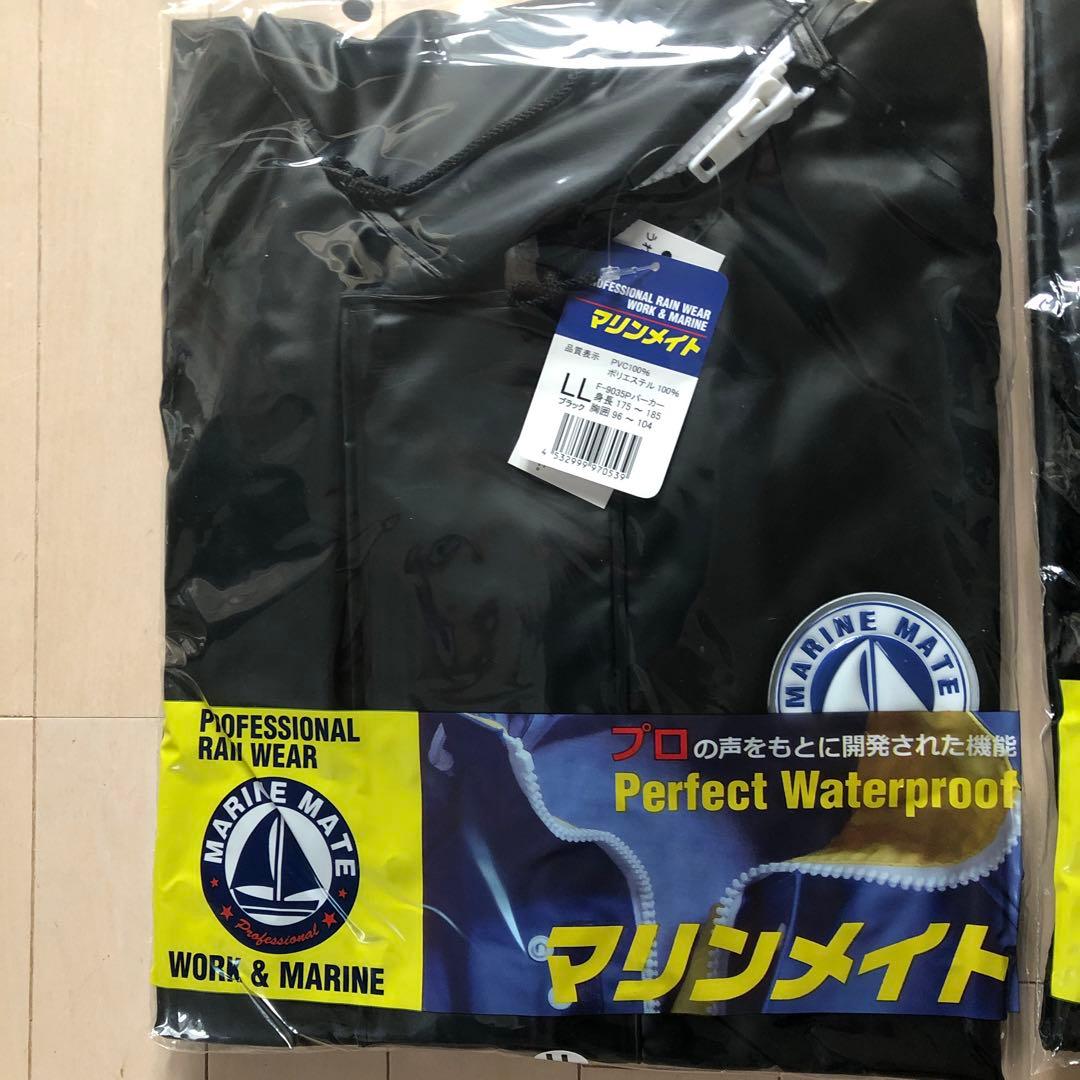 PROFESSIONAL RAIN WEAR
WORK & MARINE
マリンメイト
品質表示 PVC100%
ポリエステル 100%
LL F-9035Pパーカー
身長 175 ～ 185
ブラック 胸囲 96 ～ 104
4 532999 970539
MARINE MATE
PROFESSIONAL
RAIN WEAR
MARINE MATE
Professional
WORK & MARINE
プロの声をもとに開発された機能
Perfect Waterproof
マリンメイト